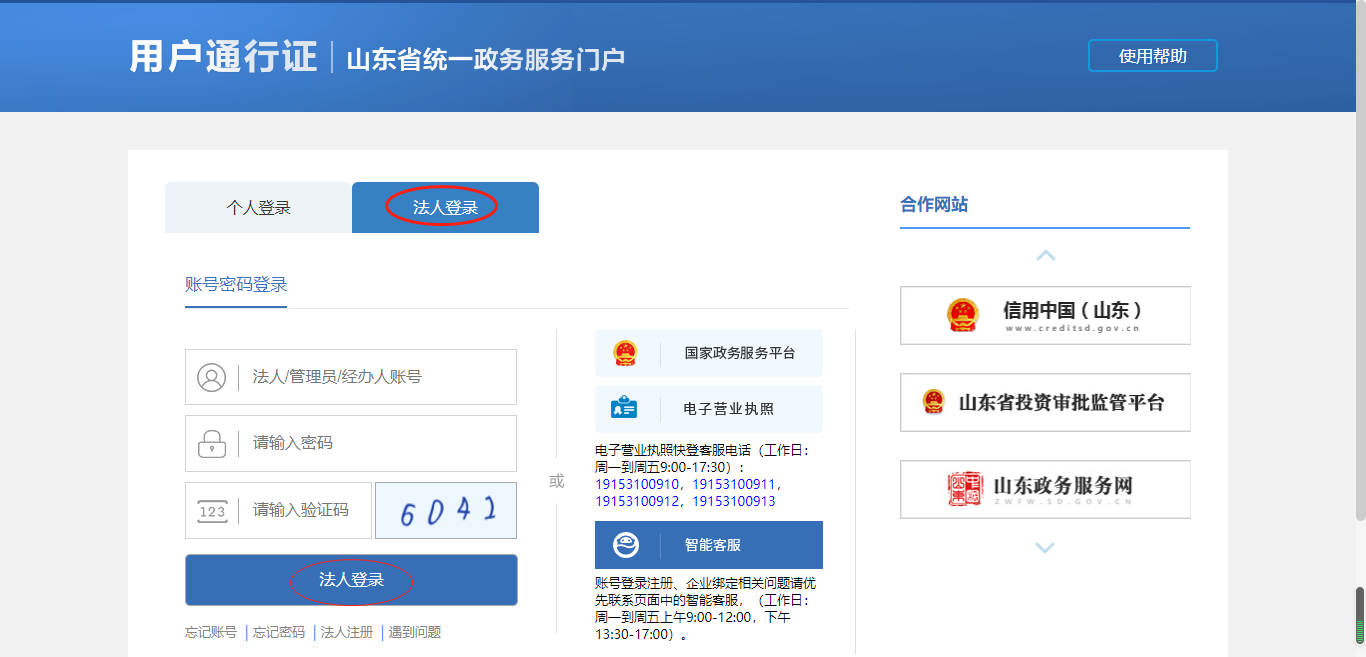 用户通行证
山东省统一政务服务门户
使用帮助
个人登录
法人登录
账号密码登录
法人/管理员/经办人账号
请输入密码
123
请输入验证码
6042
法人登录
忘记账号
忘记密码
法人注册
遇到问题
或
国家政务服务平台
电子营业执照
电子营业执照快登客服电话（工作日：
周一到周五9:00-17:30）：
19153100910，19153100911，
19153100912，19153100913
智能客服
账号登录注册、企业绑定相关问题请优
先联系页面中的智能客服，（工作日：
周一到周五上午9:00-12:00，下午
13:30-17:00）。
合作网站
信用中国（山东）
www.creditsd.gov.cn
山东省投资审批监管平台
山东政务服务网
ZWFW.SD.GOV.CN